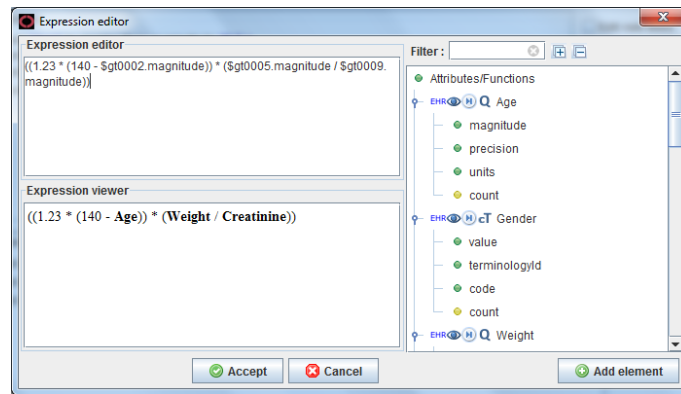 Expression editor
Expression editor
((1.23 * (140 - $gt0002.magnitude)) * ($gt0005.magnitude / $gt0009.
magnitude))
Expression viewer
((1.23 * (140 - Age)) * (Weight / Creatinine))
Filter :
Attributes/Functions
EHR H Q Age
magnitude
precision
units
count
EHR H cT Gender
value
terminologyId
code
count
EHR H Q Weight
Accept
Cancel
Add element